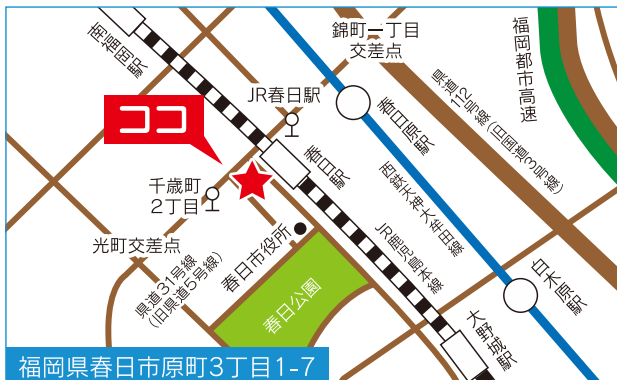 南福岡駅
錦町一丁目
交差点
福岡都市高速
県道112号線(旧国道3号線)
JR春日駅
春日原駅
ココ
春日駅
千歳町
2丁目
西鉄天神大牟田線
光町交差点
春日市役所
JR鹿児島本線
県道31号線
(旧県道5号線)
春日公園
白木原駅
大野城駅
福岡県春日市原町3丁目1-7